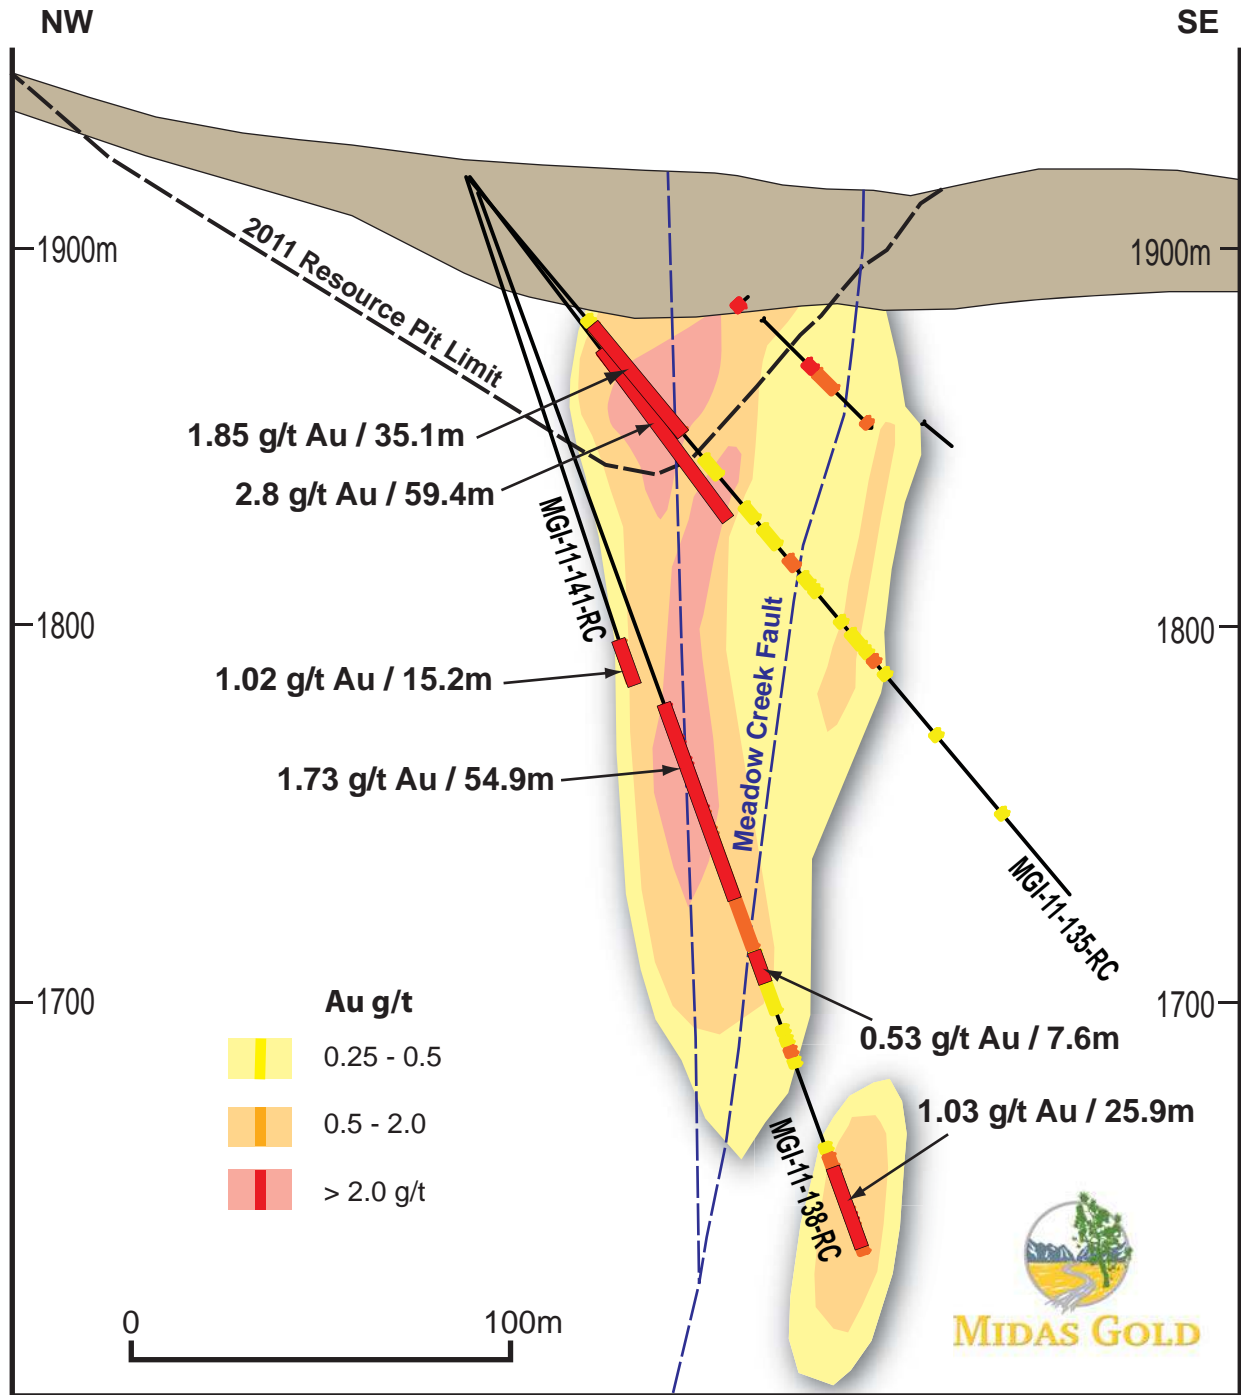 NW
SE
1900m
1900m
2011 Resource Pit Limit
1.85 g/t Au / 35.1m
2.8 g/t Au / 59.4m
MGI-11-141-RC
1800
1800
Meadow Creek Fault
1.02 g/t Au / 15.2m
1.73 g/t Au / 54.9m
MGI-11-135-RC
1700
1700
Au g/t
0.25 - 0.5
0.5 - 2.0
> 2.0 g/t
0.53 g/t Au / 7.6m
1.03 g/t Au / 25.9m
MGI-11-138-RC
0
100m
MIDAS GOLD